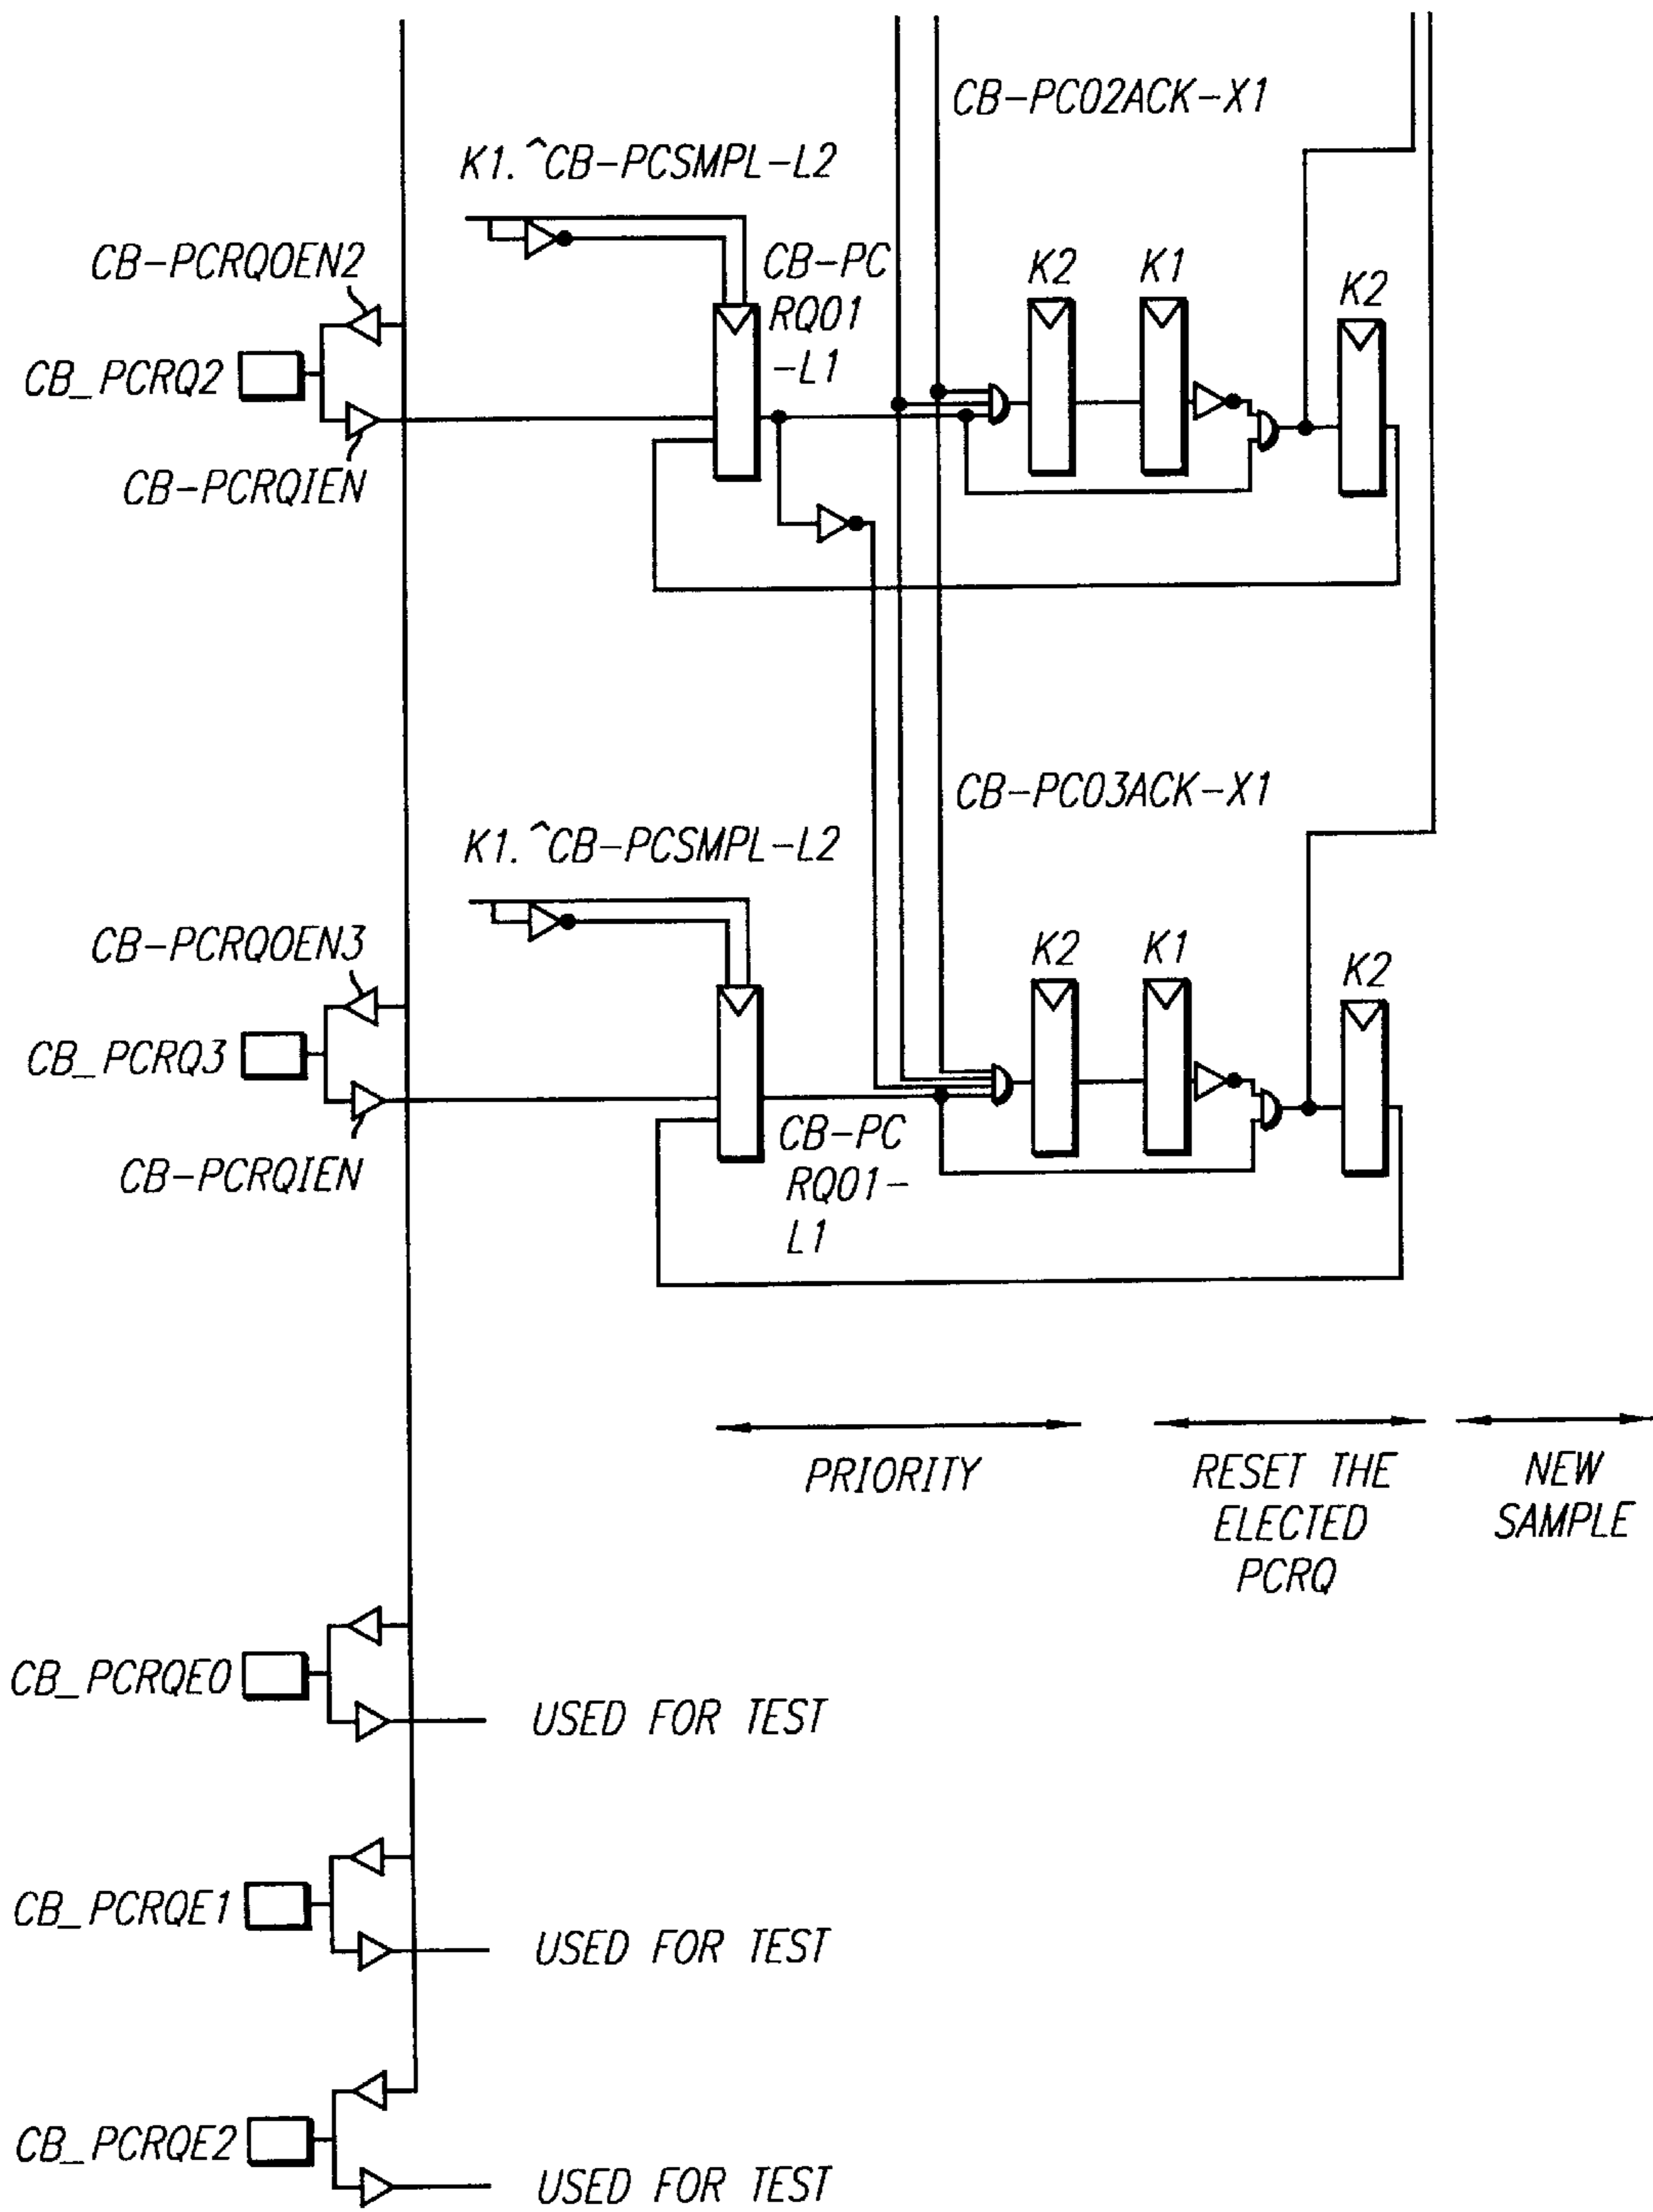 CB-PC02ACK-X1
K1.^CB-PCSMPL-L2
CB-PCRQOEN2
CB-PC
RQ01
-L1
K2
K1
K2
CB_PCRQ2
CB-PCRQIEN
CB-PC03ACK-X1
K1.^CB-PCSMPL-L2
CB-PCRQOEN3
K2
K1
K2
CB_PCRQ3
CB-PCRQIEN
CB-PC
RQ01-
L1
PRIORITY
RESET THE
ELECTED
PCRQ
NEW
SAMPLE
CB_PCRQE0
USED FOR TEST
CB_PCRQE1
USED FOR TEST
CB_PCRQE2
USED FOR TEST